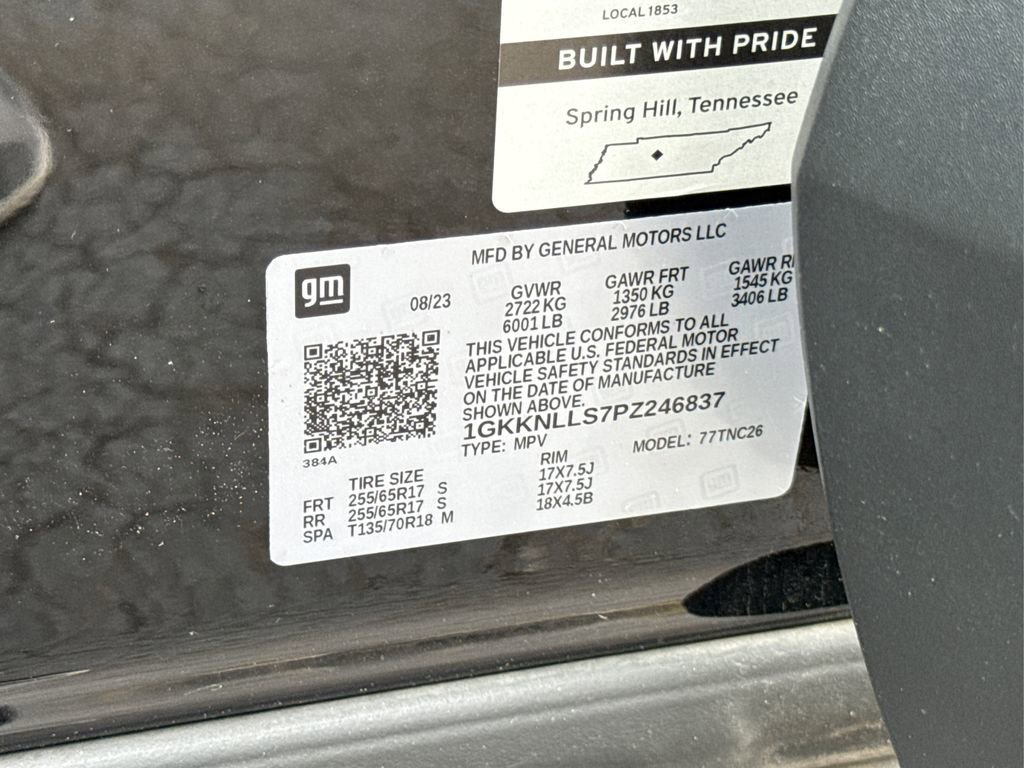 LOCAL 1853
BUILT WITH PRIDE
Spring Hill, Tennessee
MFD BY GENERAL MOTORS LLC
gm
08/23
GVWR GAWR FRT GAWR
2722 KG 1350 KG 1545 KG
6001 LB 2976 LB 3406 LB
THIS VEHICLE CONFORMS TO ALL
APPLICABLE U.S. FEDERAL MOTOR
VEHICLE SAFETY STANDARDS IN EFFECT
ON THE DATE OF MANUFACTURE
SHOWN ABOVE.
1GKKNLLS7PZ246837
TYPE: MPV MODEL: 77TNC26
384A
TIRE SIZE RIM
FRT 255/65R17 S 17X7.5J
RR 255/65R17 S 17X7.5J
SPA T135/70R18 M 18X4.5B